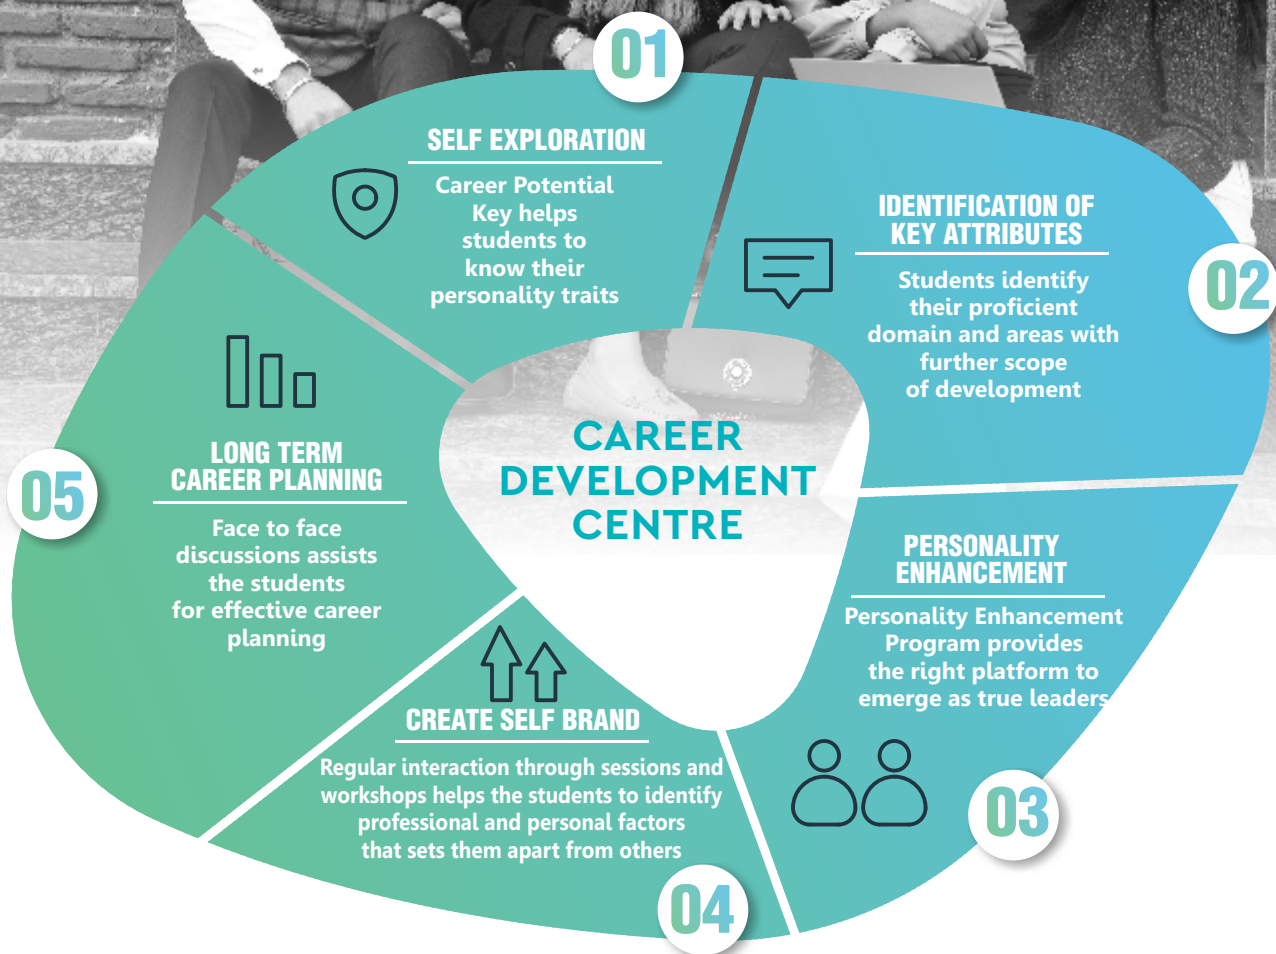 01
SELF EXPLORATION
Career Potential
Key helps
students to
know their
personality traits
02
IDENTIFICATION OF
KEY ATTRIBUTES
Students identify
their proficient
domain and areas with
further scope
of development
CAREER
DEVELOPMENT
CENTRE
03
PERSONALITY
ENHANCEMENT
Personality Enhancement
Program provides
the right platform to
emerge as true leaders
04
CREATE SELF BRAND
Regular interaction through sessions and
workshops helps the students to identify
professional and personal factors
that sets them apart from others
05
LONG TERM
CAREER PLANNING
Face to face
discussions assists
the students
for effective career
planning